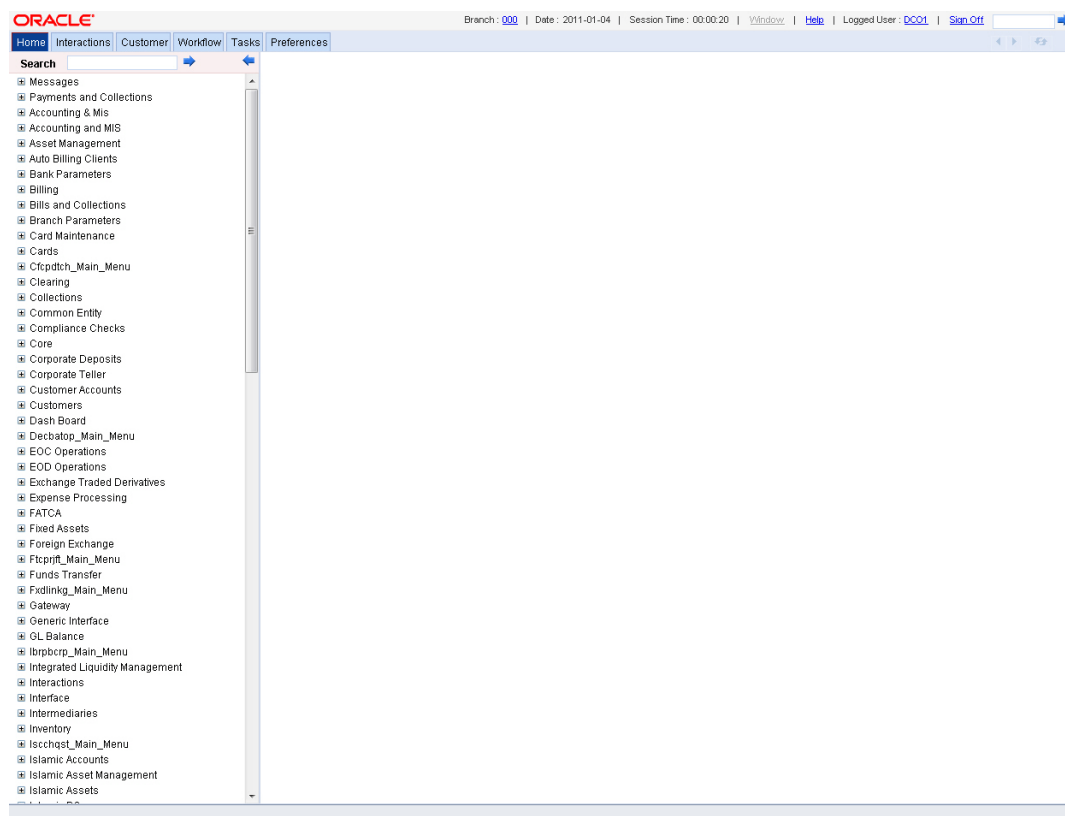 ORACLE
Branch : 000 | Date : 2011-01-04 | Session Time : 00:00:20 | Window | Help | Logged User : DCO1 | Sign Off
Home Interactions Customer Workflow Tasks Preferences
Search
Messages
Payments and Collections
Accounting & Mis
Accounting and MIS
Asset Management
Auto Billing Clients
Bank Parameters
Billing
Bills and Collections
Branch Parameters
Card Maintenance
Cards
Cfcpdtch_Main_Menu
Clearing
Collections
Common Entity
Compliance Checks
Core
Corporate Deposits
Corporate Teller
Customer Accounts
Customers
Dash Board
Decbatop_Main_Menu
EOC Operations
EOD Operations
Exchange Traded Derivatives
Expense Processing
FATCA
Fixed Assets
Foreign Exchange
Ftcprjft_Main_Menu
Funds Transfer
Fxdlinkg_Main_Menu
Gateway
Generic Interface
GL Balance
Ibrpbcrp_Main_Menu
Integrated Liquidity Management
Interactions
Interface
Intermediaries
Inventory
Iscchqst_Main_Menu
Islamic Accounts
Islamic Asset Management
Islamic Assets